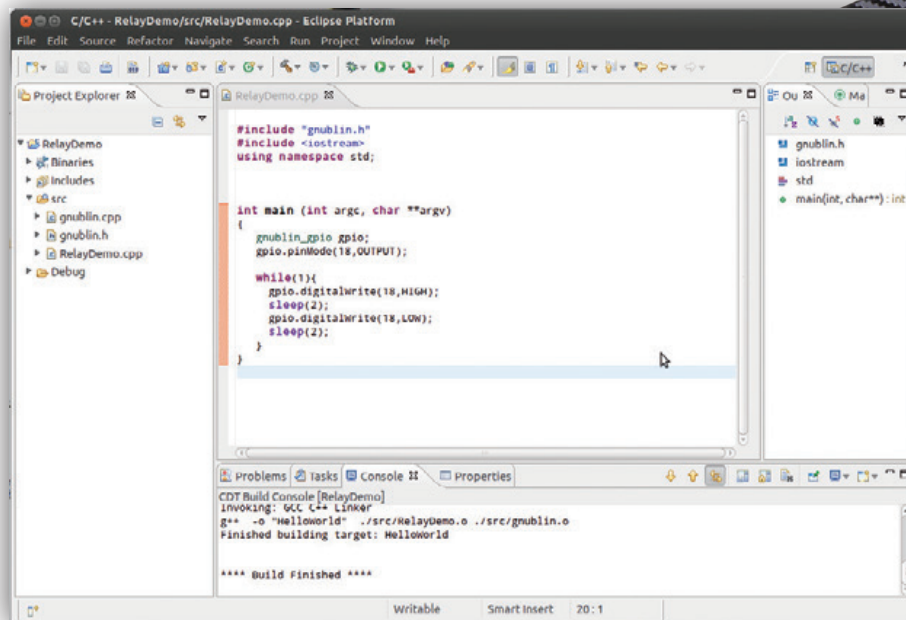 C/C++ - RelayDemo/src/RelayDemo.cpp - Eclipse Platform
File Edit Source Refactor Navigate Search Run Project Window Help
C/C++
Project Explorer
RelayDemo
Binaries
Includes
src
gnublin.cpp
gnublin.h
RelayDemo.cpp
Debug
RelayDemo.cpp
#include "gnublin.h"
#include <iostream>
using namespace std;
int main (int argc, char **argv)
{
gnublin_gpio gpio;
gpio.pinMode(18,OUTPUT);
while(1){
gpio.digitalWrite(18,HIGH);
sleep(2);
gpio.digitalWrite(18,LOW);
sleep(2);
}
}
Ou Ma
gnublin.h
iostream
std
main(int, char**) : int
Problems Tasks Console Properties
CDT Build Console [RelayDemo]
Invoking: GCC C++ Linker
g++ -o "HelloWorld" ./src/RelayDemo.o ./src/gnublin.o
Finished building target: HelloWorld
**** Build Finished ****
Writable Smart Insert 20 : 1